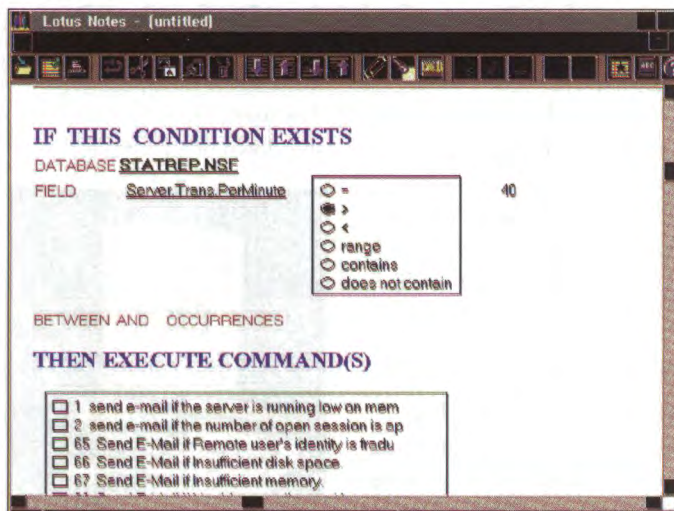 Lotus Notes - (untitled)
IF THIS CONDITION EXISTS
DATABASE STATREP.NSF
FIELD Server.Trans.PerMinute = 40
>
<
range
contains
does not contain
BETWEEN AND OCCURRENCES
THEN EXECUTE COMMAND(S)
1 send e-mail if the server is running low on mem
2 send e-mail if the number of open session is ap
65 Send E-Mail if Remote user's identity is fradu
66 Send E-Mail if Insufficient disk space.
67 Send E-Mail if Insufficient memory.